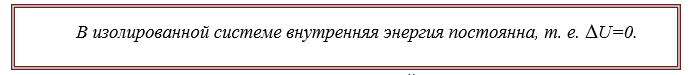 В изолированной системе внутренняя энергия постоянна, т. е. ΔU=0.